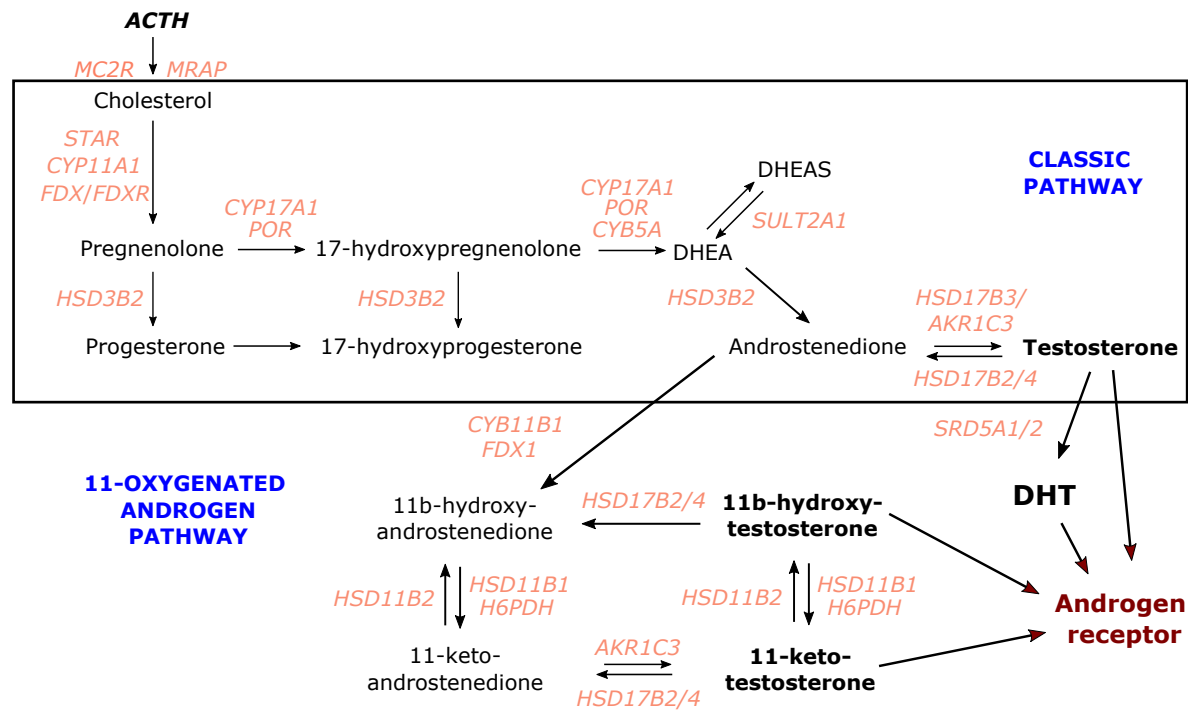 ACTH
MC2R MRAP
Cholesterol
STAR
CYP11A1
FDX/FDXR
CLASSIC
PATHWAY
DHEAS
CYP17A1
POR
CYB5A
SULT2A1
CYP17A1
POR
Pregnenolone
17-hydroxypregnenolone
DHEA
HSD3B2
HSD3B2
HSD3B2
HSD17B3/
AKR1C3
Progesterone
17-hydroxyprogesterone
Androstenedione
Testosterone
HSD17B2/4
CYB11B1
FDX1
SRD5A1/2
11-OXYGENATED
ANDROGEN
PATHWAY
11b-hydroxy-
androstenedione
HSD17B2/4
11b-hydroxy-
testosterone
DHT
HSD11B2
HSD11B1
H6PDH
HSD11B2
HSD11B1
H6PDH
Androgen
receptor
11-keto-
androstenedione
AKR1C3
HSD17B2/4
11-keto-
testosterone